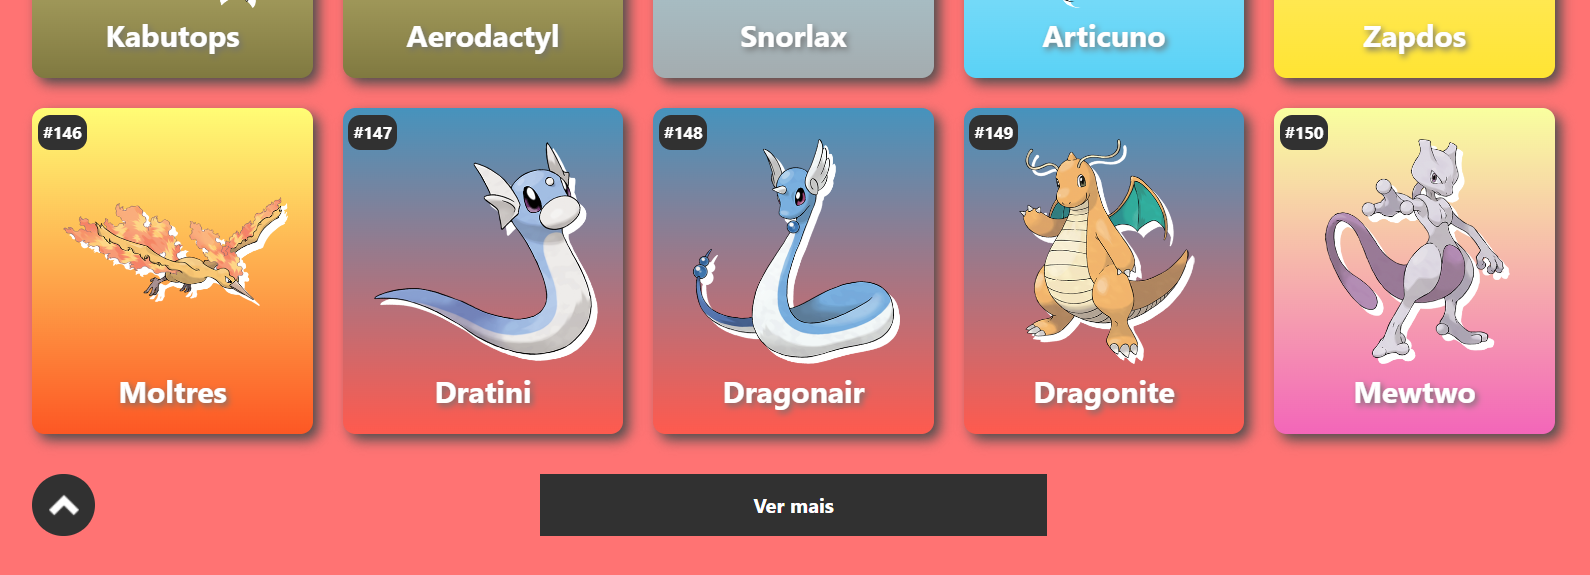 Kabutops
Aerodactyl
Snorlax
Articuno
Zapdos
#146
#147
#148
#149
#150
Moltres
Dratini
Dragonair
Dragonite
Mewtwo
Ver mais